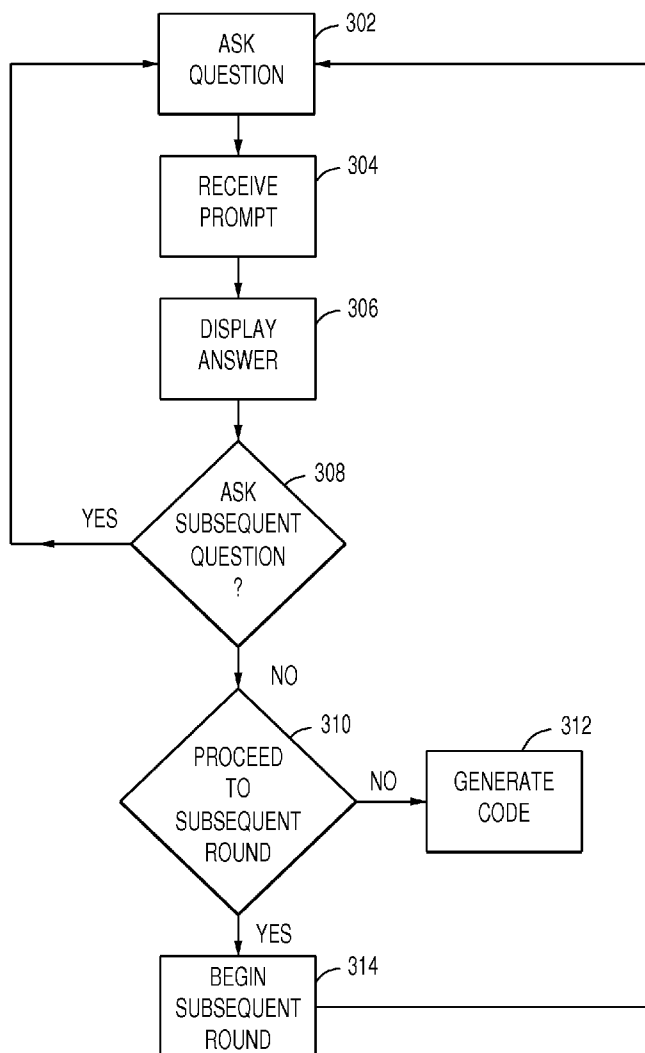 302
ASK
QUESTION
304
RECEIVE
PROMPT
306
DISPLAY
ANSWER
308
ASK
SUBSEQUENT
QUESTION
?
YES
NO
310
PROCEED
TO
SUBSEQUENT
ROUND
NO
312
GENERATE
CODE
YES
314
BEGIN
SUBSEQUENT
ROUND